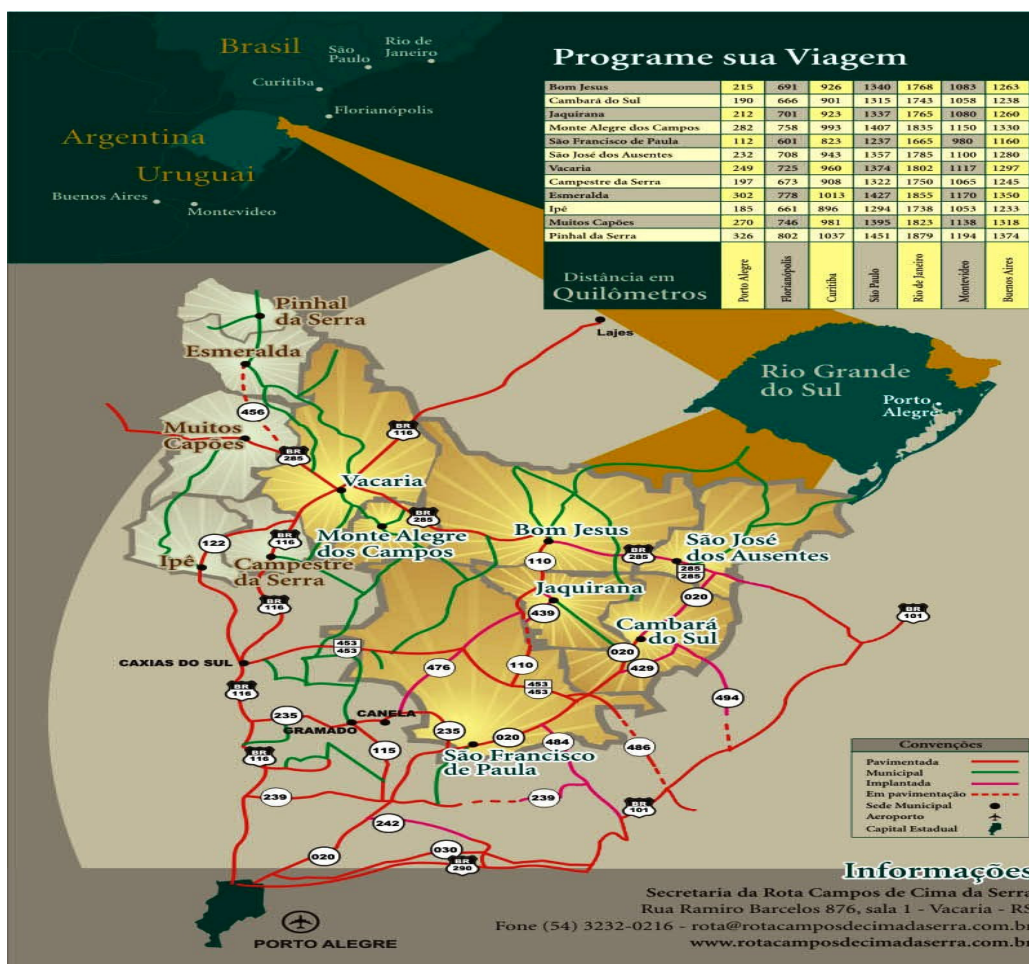 Brasil
São
Paulo
Rio de
Janeiro
Curitiba
Florianópolis
Argentina
Uruguai
Buenos Aires
Montevideo
Programe sua Viagem
Bom Jesus 215 691 926 1340 1768 1083 1263
Cambará do Sul 190 666 901 1315 1743 1058 1238
Jaquirana 212 701 923 1337 1765 1080 1260
Monte Alegre dos Campos 282 758 993 1407 1835 1150 1330
São Francisco de Paula 112 601 823 1237 1665 980 1160
São José dos Ausentes 232 708 943 1357 1785 1100 1280
Vacaria 249 725 960 1374 1802 1117 1297
Campestre da Serra 197 673 908 1322 1750 1065 1245
Esmeralda 302 778 1013 1427 1855 1170 1350
Ipê 185 661 896 1294 1738 1053 1233
Muitos Capões 270 746 981 1395 1823 1138 1318
Pinhal da Serra 326 802 1037 1451 1879 1194 1374
Distância em
Quilômetros
Porto Alegre
Florianópolis
Curitiba
São Paulo
Rio de Janeiro
Montevideo
Buenos Aires
Pinhal
da Serra
Lajes
Esmeralda
Rio Grande
do Sul
Porto
Alegre
456
BR
116
Muitos
Capões
BR
285
Vacaria
BR
285
Monte Alegre
dos Campos
Bom Jesus
São José
dos Ausentes
122
BR
116
BR
285
110
Ipê
Campestre
da Serra
285
285
Jaquirana
020
BR
116
439
Cambará
do Sul
BR
101
453
453
020
CAXIAS DO SUL
476
110
429
BR
116
453
453
494
235
CANELA
GRAMADO
235
020
484
486
115
BR
116
São Francisco
de Paula
239
239
BR
101
242
020
030
BR
290
PORTO ALEGRE
Convenções
Pavimentada
Municipal
Implantada
Em pavimentação
Sede Municipal
Aeroporto
Capital Estadual
Informações
Secretaria da Rota Campos de Cima da Serra
Rua Ramiro Barcelos 876, sala 1 - Vacaria - RS
Fone (54) 3232-0216 - rota@rotacamposdecimadaserra.com.br
www.rotacamposdecimadaserra.com.br